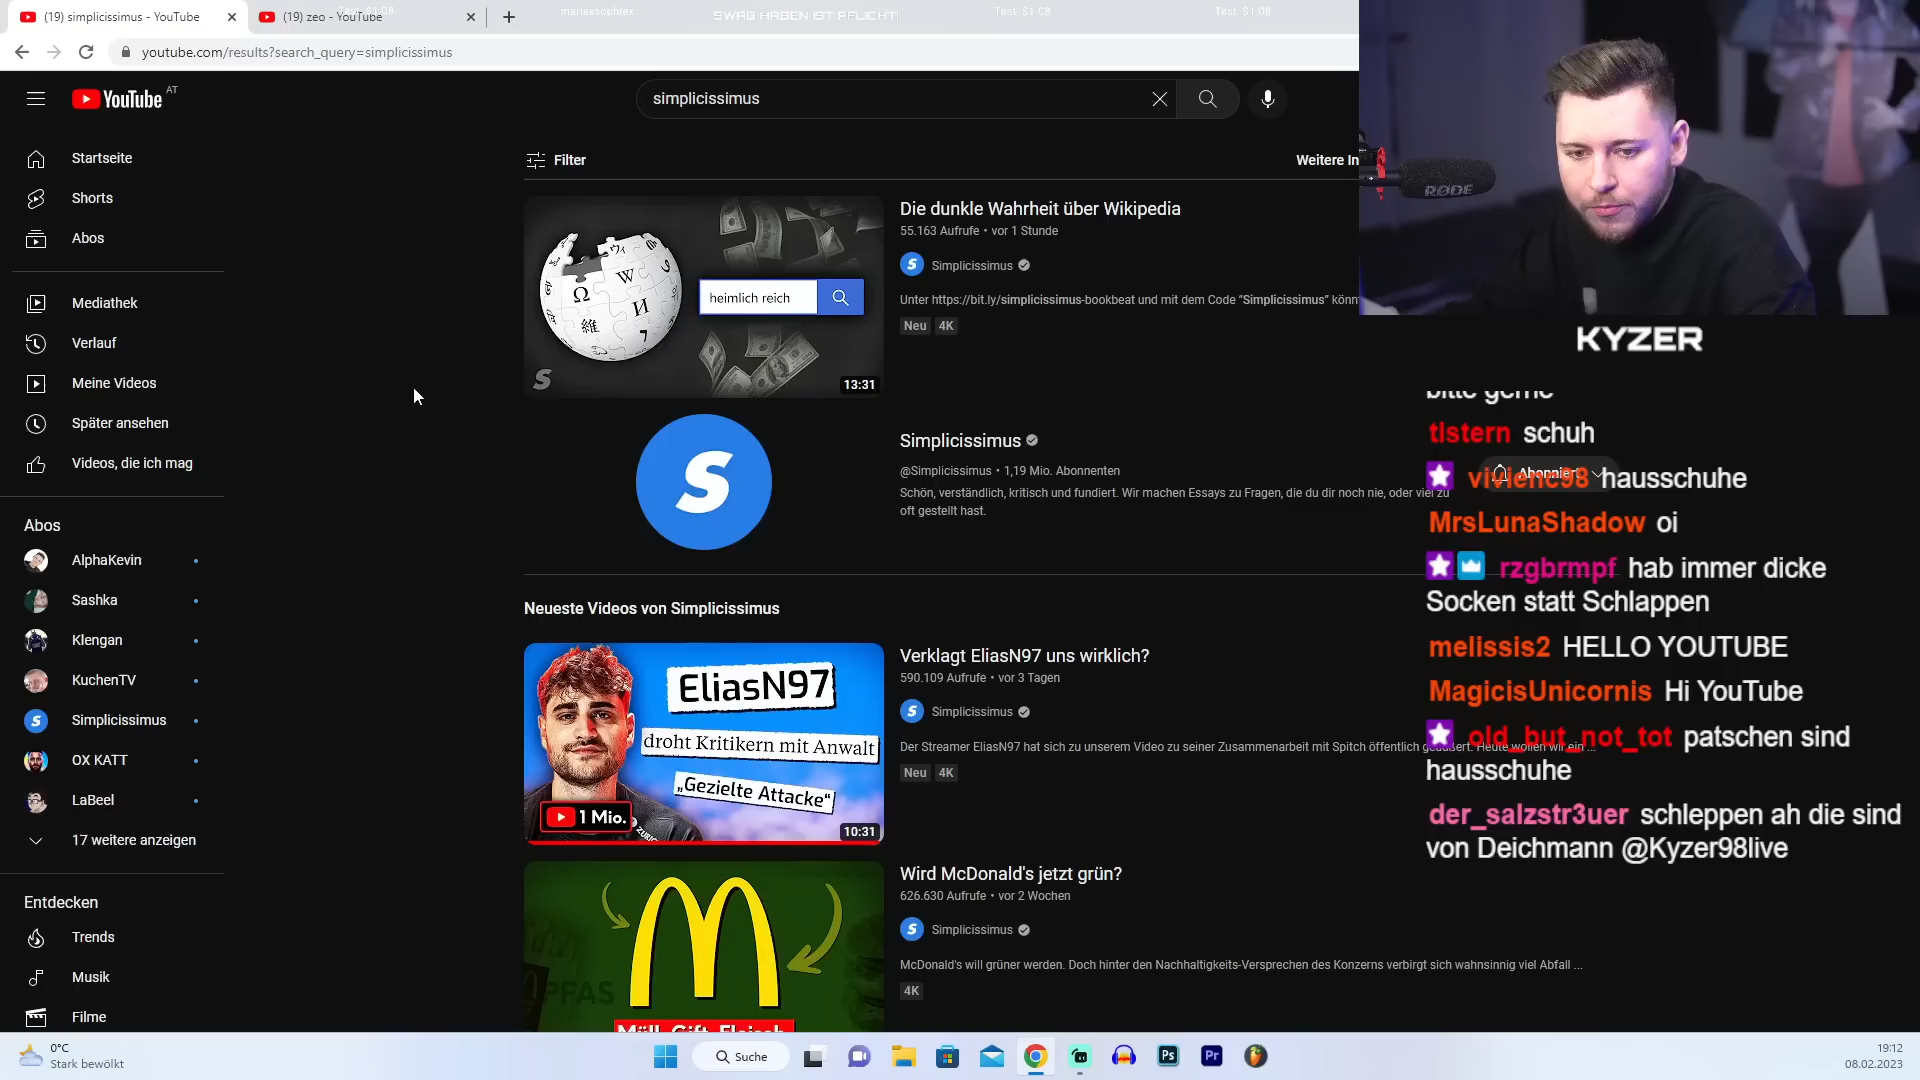 (19) simplicissimus - YouTube
(19) zeo - YouTube
Test: $1.08
mariexsophiex
SWAG HABEN IST PFLICHT!
Test: $1.08
Test: $1.08
youtube.com/results?search_query=simplicissimus
YouTube AT
simplicissimus
Startseite
Shorts
Abos
Mediathek
Verlauf
Meine Videos
Später ansehen
Videos, die ich mag
Abos
AlphaKevin
Sashka
Klengan
KuchenTV
Simplicissimus
OX KATT
LaBeel
17 weitere anzeigen
Entdecken
Trends
Musik
Filme
Filter
Weitere In
heimlich reich
13:31
Die dunkle Wahrheit über Wikipedia
55.163 Aufrufe • vor 1 Stunde
Simplicissimus
Unter https://bit.ly/simplicissimus-bookbeat und mit dem Code "Simplicissimus" könn
Neu 4K
Simplicissimus
@Simplicissimus • 1,19 Mio. Abonnenten
Schön, verständlich, kritisch und fundiert. Wir machen Essays zu Fragen, die du dir noch nie, oder viel zu
oft gestellt hast.
Abonniert
Neueste Videos von Simplicissimus
EliasN97
droht Kritikern mit Anwalt
„Gezielte Attacke“
1 Mio.
10:31
Verklagt EliasN97 uns wirklich?
590.109 Aufrufe • vor 3 Tagen
Simplicissimus
Der Streamer EliasN97 hat sich zu unserem Video zu seiner Zusammenarbeit mit Spitch öffentlich geäußert. Heute wollen wir ein ...
Neu 4K
PFAS
Müll, Gift, Fleisch
Wird McDonald's jetzt grün?
626.630 Aufrufe • vor 2 Wochen
Simplicissimus
McDonald's will grüner werden. Doch hinter den Nachhaltigkeits-Versprechen des Konzerns verbirgt sich wahnsinnig viel Abfall ...
4K
RØDE
KYZER
bitte gerne
tlstern schuh
vivienc98 hausschuhe
MrsLunaShadow oi
rzgbrmpf hab immer dicke
Socken statt Schlappen
melissis2 HELLO YOUTUBE
MagicisUnicornis Hi YouTube
old_but_not_tot patschen sind
hausschuhe
der_salzstr3uer schleppen ah die sind
von Deichmann @Kyzer98live
0°C
Stark bewölkt
Suche
Ps
Pr
19:12
08.02.2023